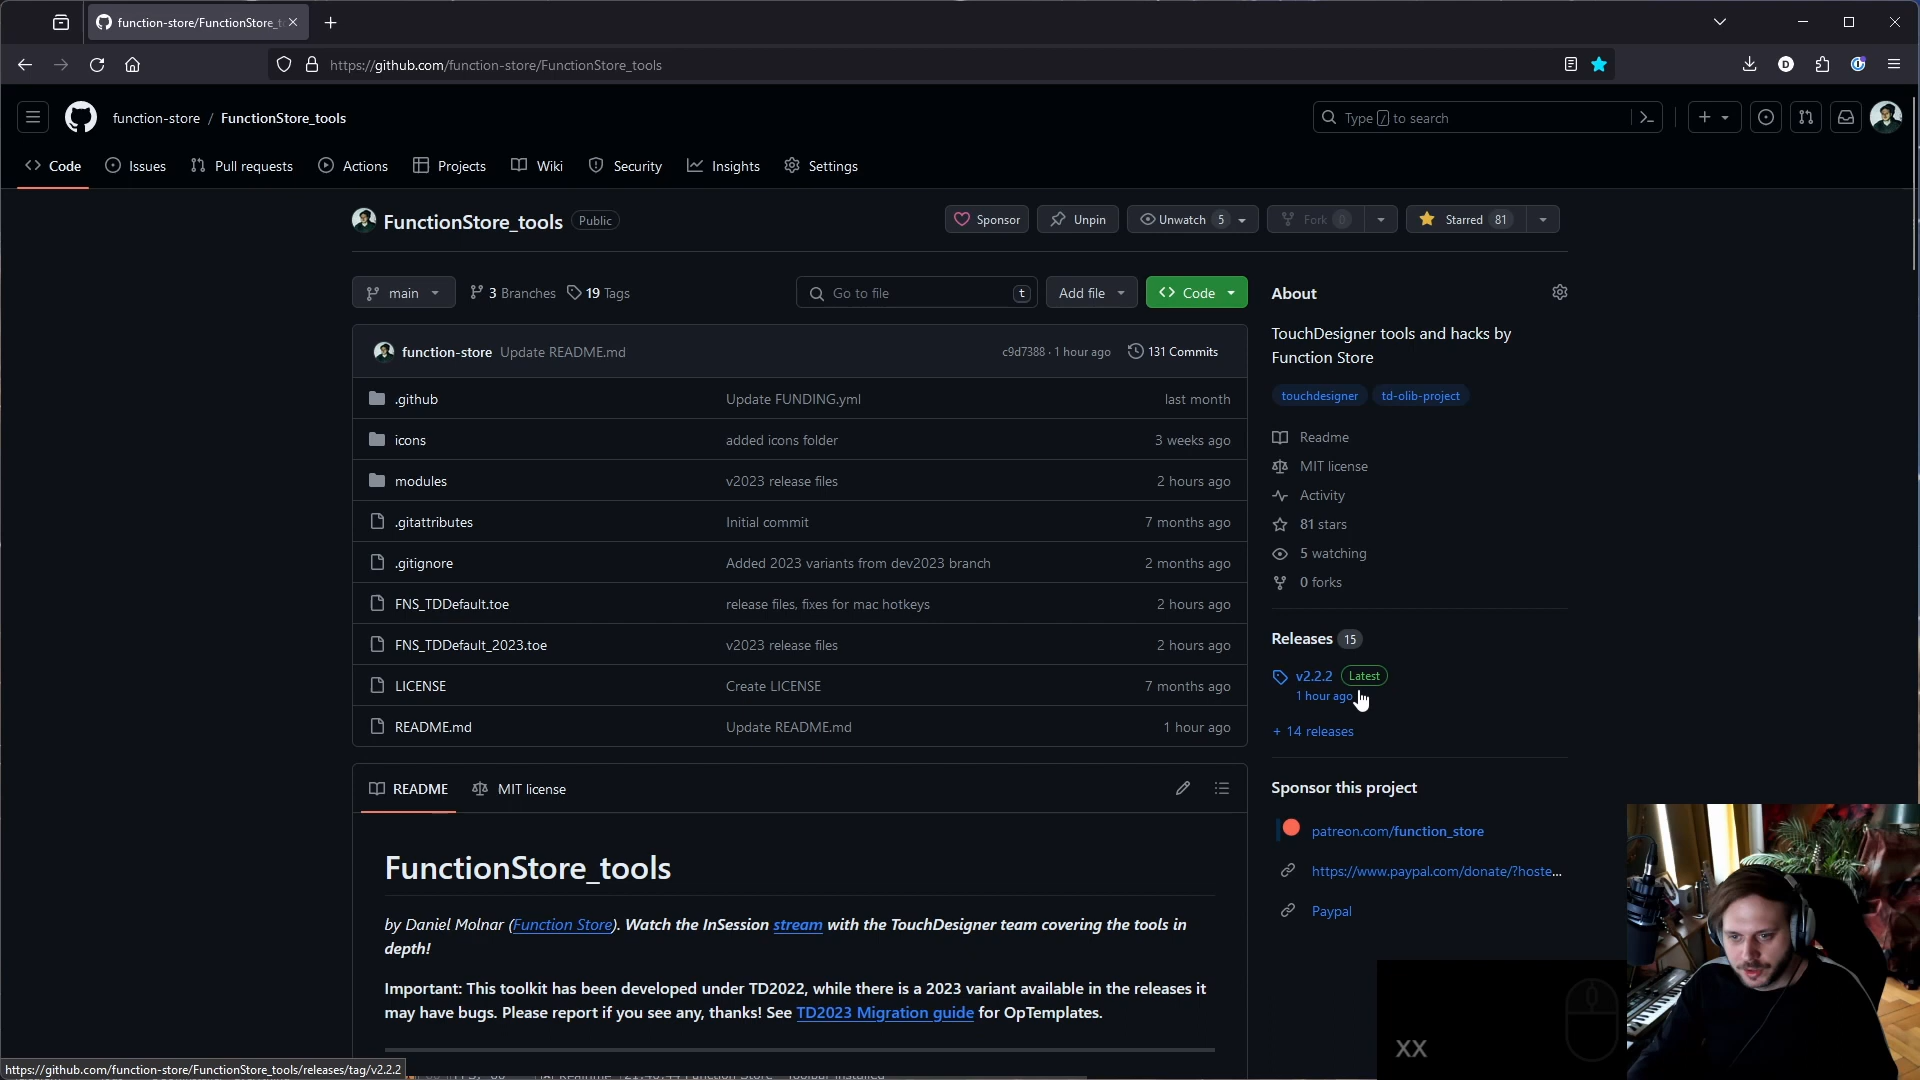 function-store/FunctionStore_t
https://github.com/function-store/FunctionStore_tools
function-store / FunctionStore_tools
Type / to search
Code Issues Pull requests Actions Projects Wiki Security Insights Settings
FunctionStore_tools Public
Sponsor Unpin Unwatch 5 Fork 0 Starred 81
main 3 Branches 19 Tags Go to file t Add file Code
function-store Update README.md c9d7388 · 1 hour ago 131 Commits
.github Update FUNDING.yml last month
icons added icons folder 3 weeks ago
modules v2023 release files 2 hours ago
.gitattributes Initial commit 7 months ago
.gitignore Added 2023 variants from dev2023 branch 2 months ago
FNS_TDDefault.toe release files, fixes for mac hotkeys 2 hours ago
FNS_TDDefault_2023.toe v2023 release files 2 hours ago
LICENSE Create LICENSE 7 months ago
README.md Update README.md 1 hour ago
README MIT license
FunctionStore_tools
by Daniel Molnar (Function Store). Watch the InSession stream with the TouchDesigner team covering the tools in
depth!
Important: This toolkit has been developed under TD2022, while there is a 2023 variant available in the releases it
may have bugs. Please report if you see any, thanks! See TD2023 Migration guide for OpTemplates.
About
TouchDesigner tools and hacks by
Function Store
touchdesigner td-olib-project
Readme
MIT license
Activity
81 stars
5 watching
0 forks
Releases 15
v2.2.2 Latest
1 hour ago
+ 14 releases
Sponsor this project
patreon.com/function_store
https://www.paypal.com/donate/?hoste...
Paypal
XX
https://github.com/function-store/FunctionStore_tools/releases/tag/v2.2.2